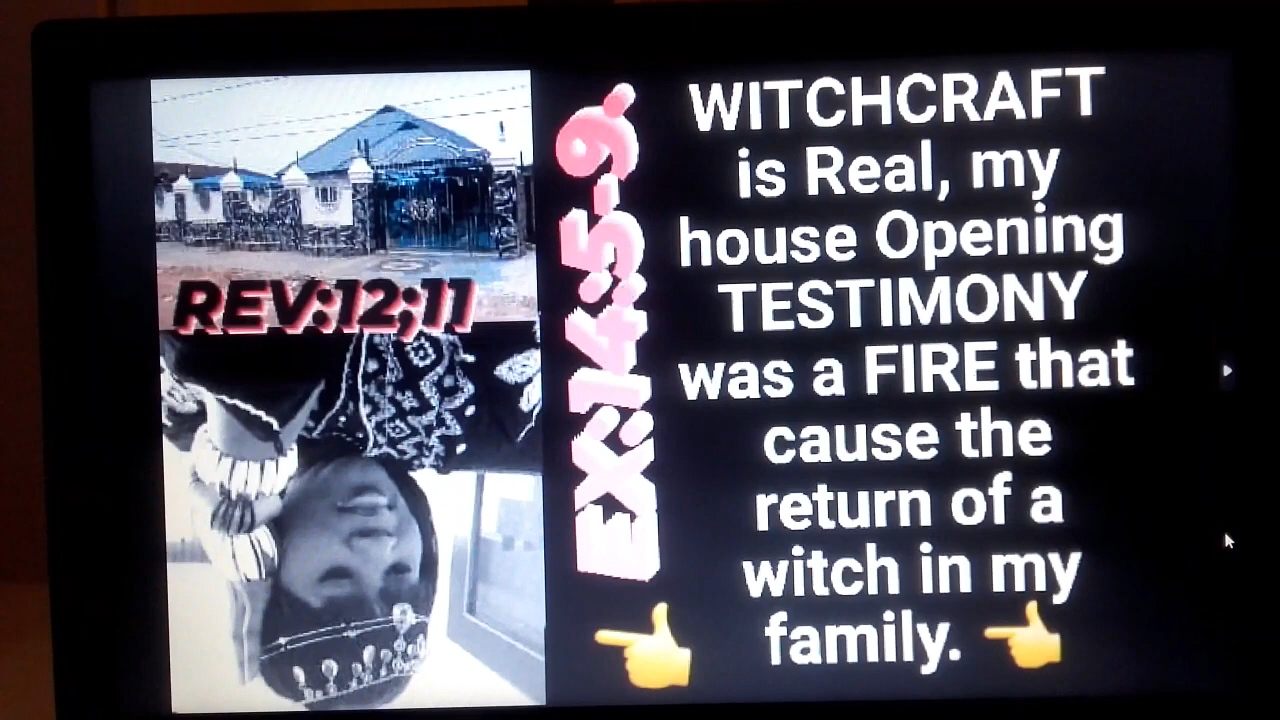 REV:12;11
EX:14:5-9,
WITCHCRAFT
is Real, my
house Opening
TESTIMONY
was a FIRE that
cause the
return of a
witch in my
family.